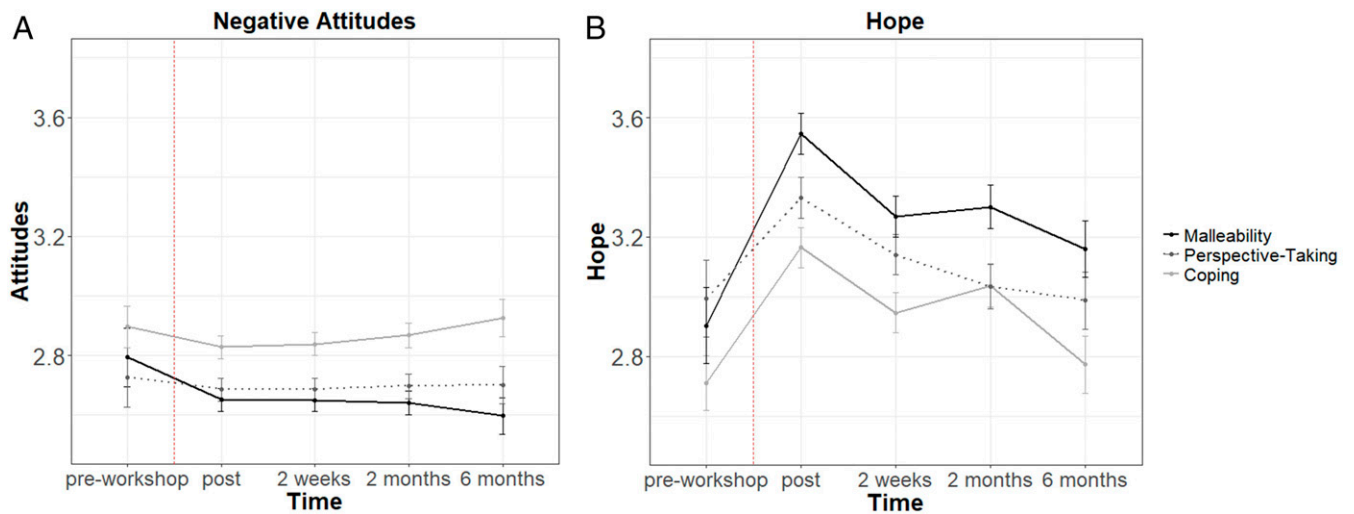 A
Negative Attitudes
Attitudes
3.6
3.2
2.8
pre-workshop
post
2 weeks
2 months
6 months
Time
B
Hope
Hope
3.6
3.2
2.8
pre-workshop
post
2 weeks
2 months
6 months
Time
Malleability
Perspective-Taking
Coping